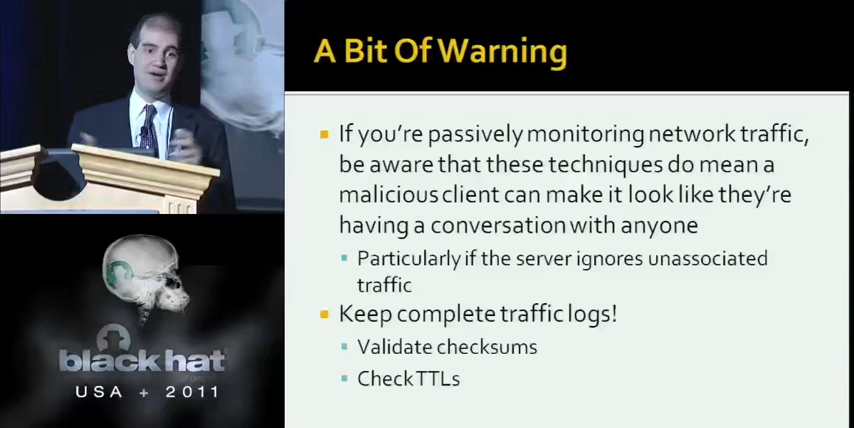 A Bit Of Warning
If you're passively monitoring network traffic,
be aware that these techniques do mean a
malicious client can make it look like they're
having a conversation with anyone
Particularly if the server ignores unassociated
traffic
Keep complete traffic logs!
Validate checksums
Check TTLs
black hat
USA + 2011